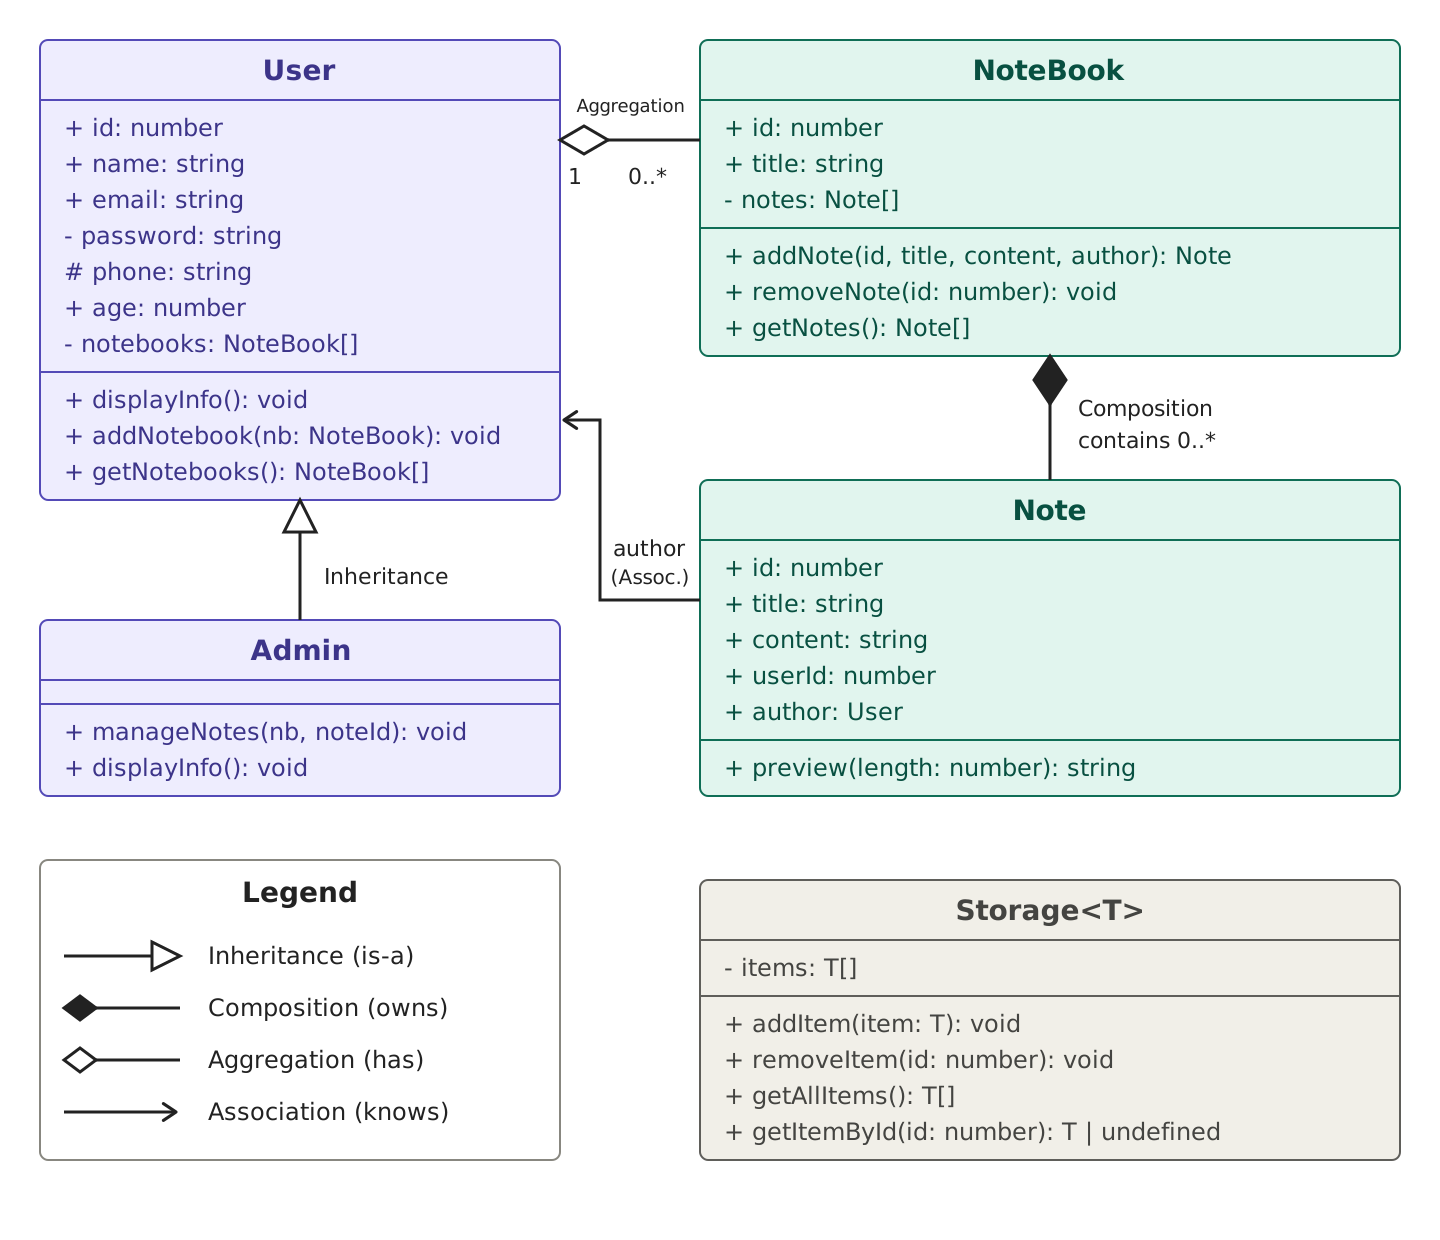 User
+ id: number
+ name: string
+ email: string
- password: string
# phone: string
+ age: number
- notebooks: NoteBook[]
+ displayInfo(): void
+ addNotebook(nb: NoteBook): void
+ getNotebooks(): NoteBook[]
Aggregation
1
0..*
NoteBook
+ id: number
+ title: string
- notes: Note[]
+ addNote(id, title, content, author): Note
+ removeNote(id: number): void
+ getNotes(): Note[]
Composition
contains 0..*
Inheritance
author
(Assoc.)
Admin
+ manageNotes(nb, noteId): void
+ displayInfo(): void
Note
+ id: number
+ title: string
+ content: string
+ userId: number
+ author: User
+ preview(length: number): string
Legend
Inheritance (is-a)
Composition (owns)
Aggregation (has)
Association (knows)
Storage<T>
- items: T[]
+ addItem(item: T): void
+ removeItem(id: number): void
+ getAllItems(): T[]
+ getItemById(id: number): T | undefined